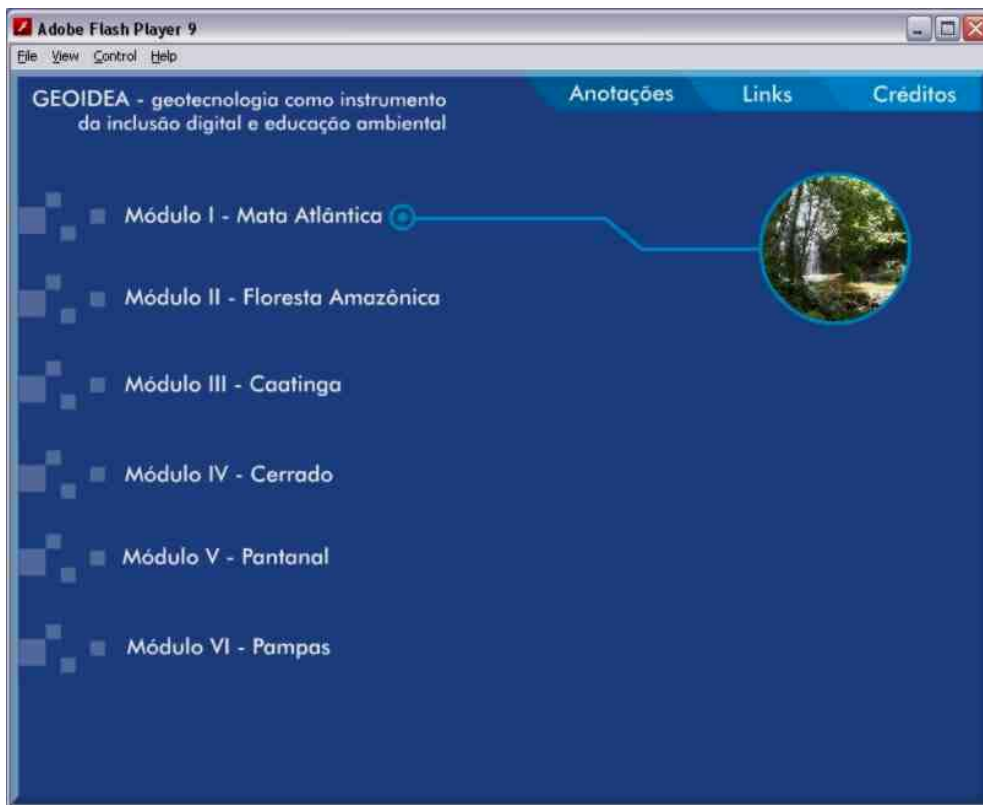 Adobe Flash Player 9
File View Control Help
GEOIDEA - geotecnologia como instrumento
da inclusão digital e educação ambiental
Anotações Links Créditos
Módulo I - Mata Atlântica
Módulo II - Floresta Amazônica
Módulo III - Caatinga
Módulo IV - Cerrado
Módulo V - Pantanal
Módulo VI - Pampas